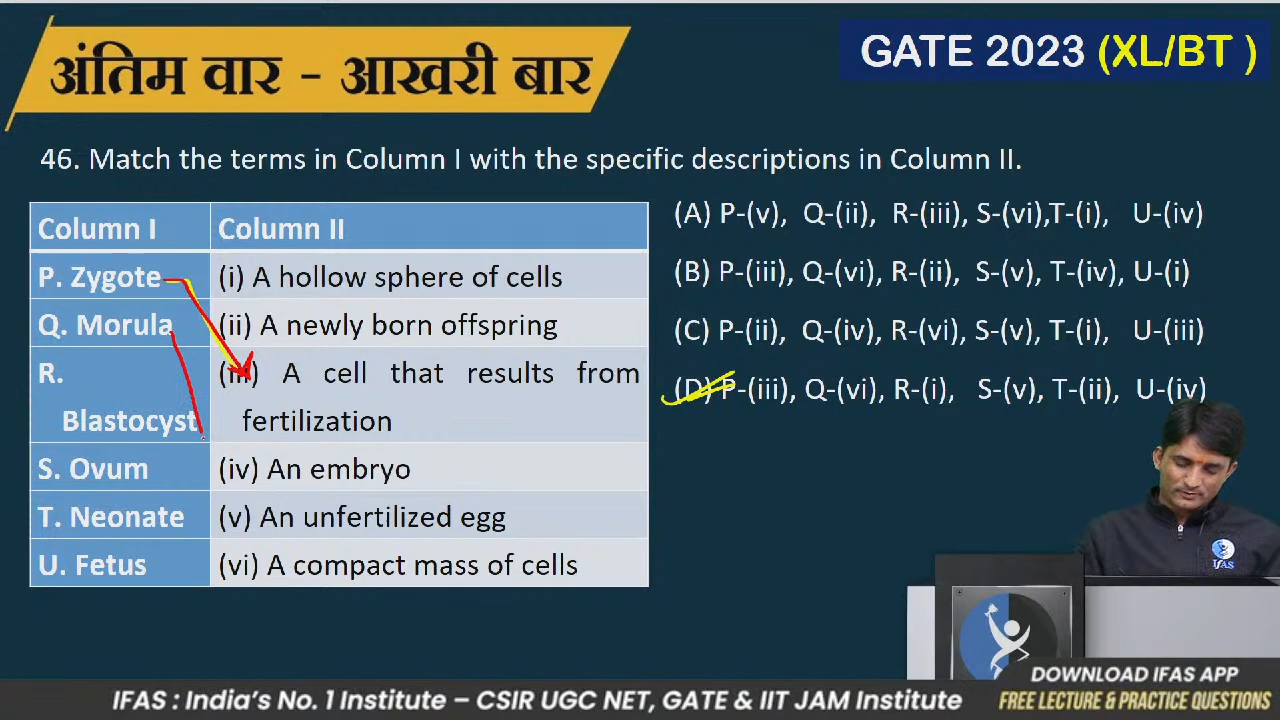 अंतिम वार - आखरी बार
GATE 2023 (XL/BT )
46. Match the terms in Column I with the specific descriptions in Column II.
Column I
Column II
P. Zygote
(i) A hollow sphere of cells
Q. Morula
(ii) A newly born offspring
R.
Blastocyst
(iii) A cell that results from
fertilization
S. Ovum
(iv) An embryo
T. Neonate
(v) An unfertilized egg
U. Fetus
(vi) A compact mass of cells
(A) P-(v), Q-(ii), R-(iii), S-(vi),T-(i), U-(iv)
(B) P-(iii), Q-(vi), R-(ii), S-(v), T-(iv), U-(i)
(C) P-(ii), Q-(iv), R-(vi), S-(v), T-(i), U-(iii)
(D) P-(iii), Q-(vi), R-(i), S-(v), T-(ii), U-(iv)
IFAS
DOWNLOAD IFAS APP
IFAS : India's No. 1 Institute – CSIR UGC NET, GATE & IIT JAM Institute
FREE LECTURE & PRACTICE QUESTIONS